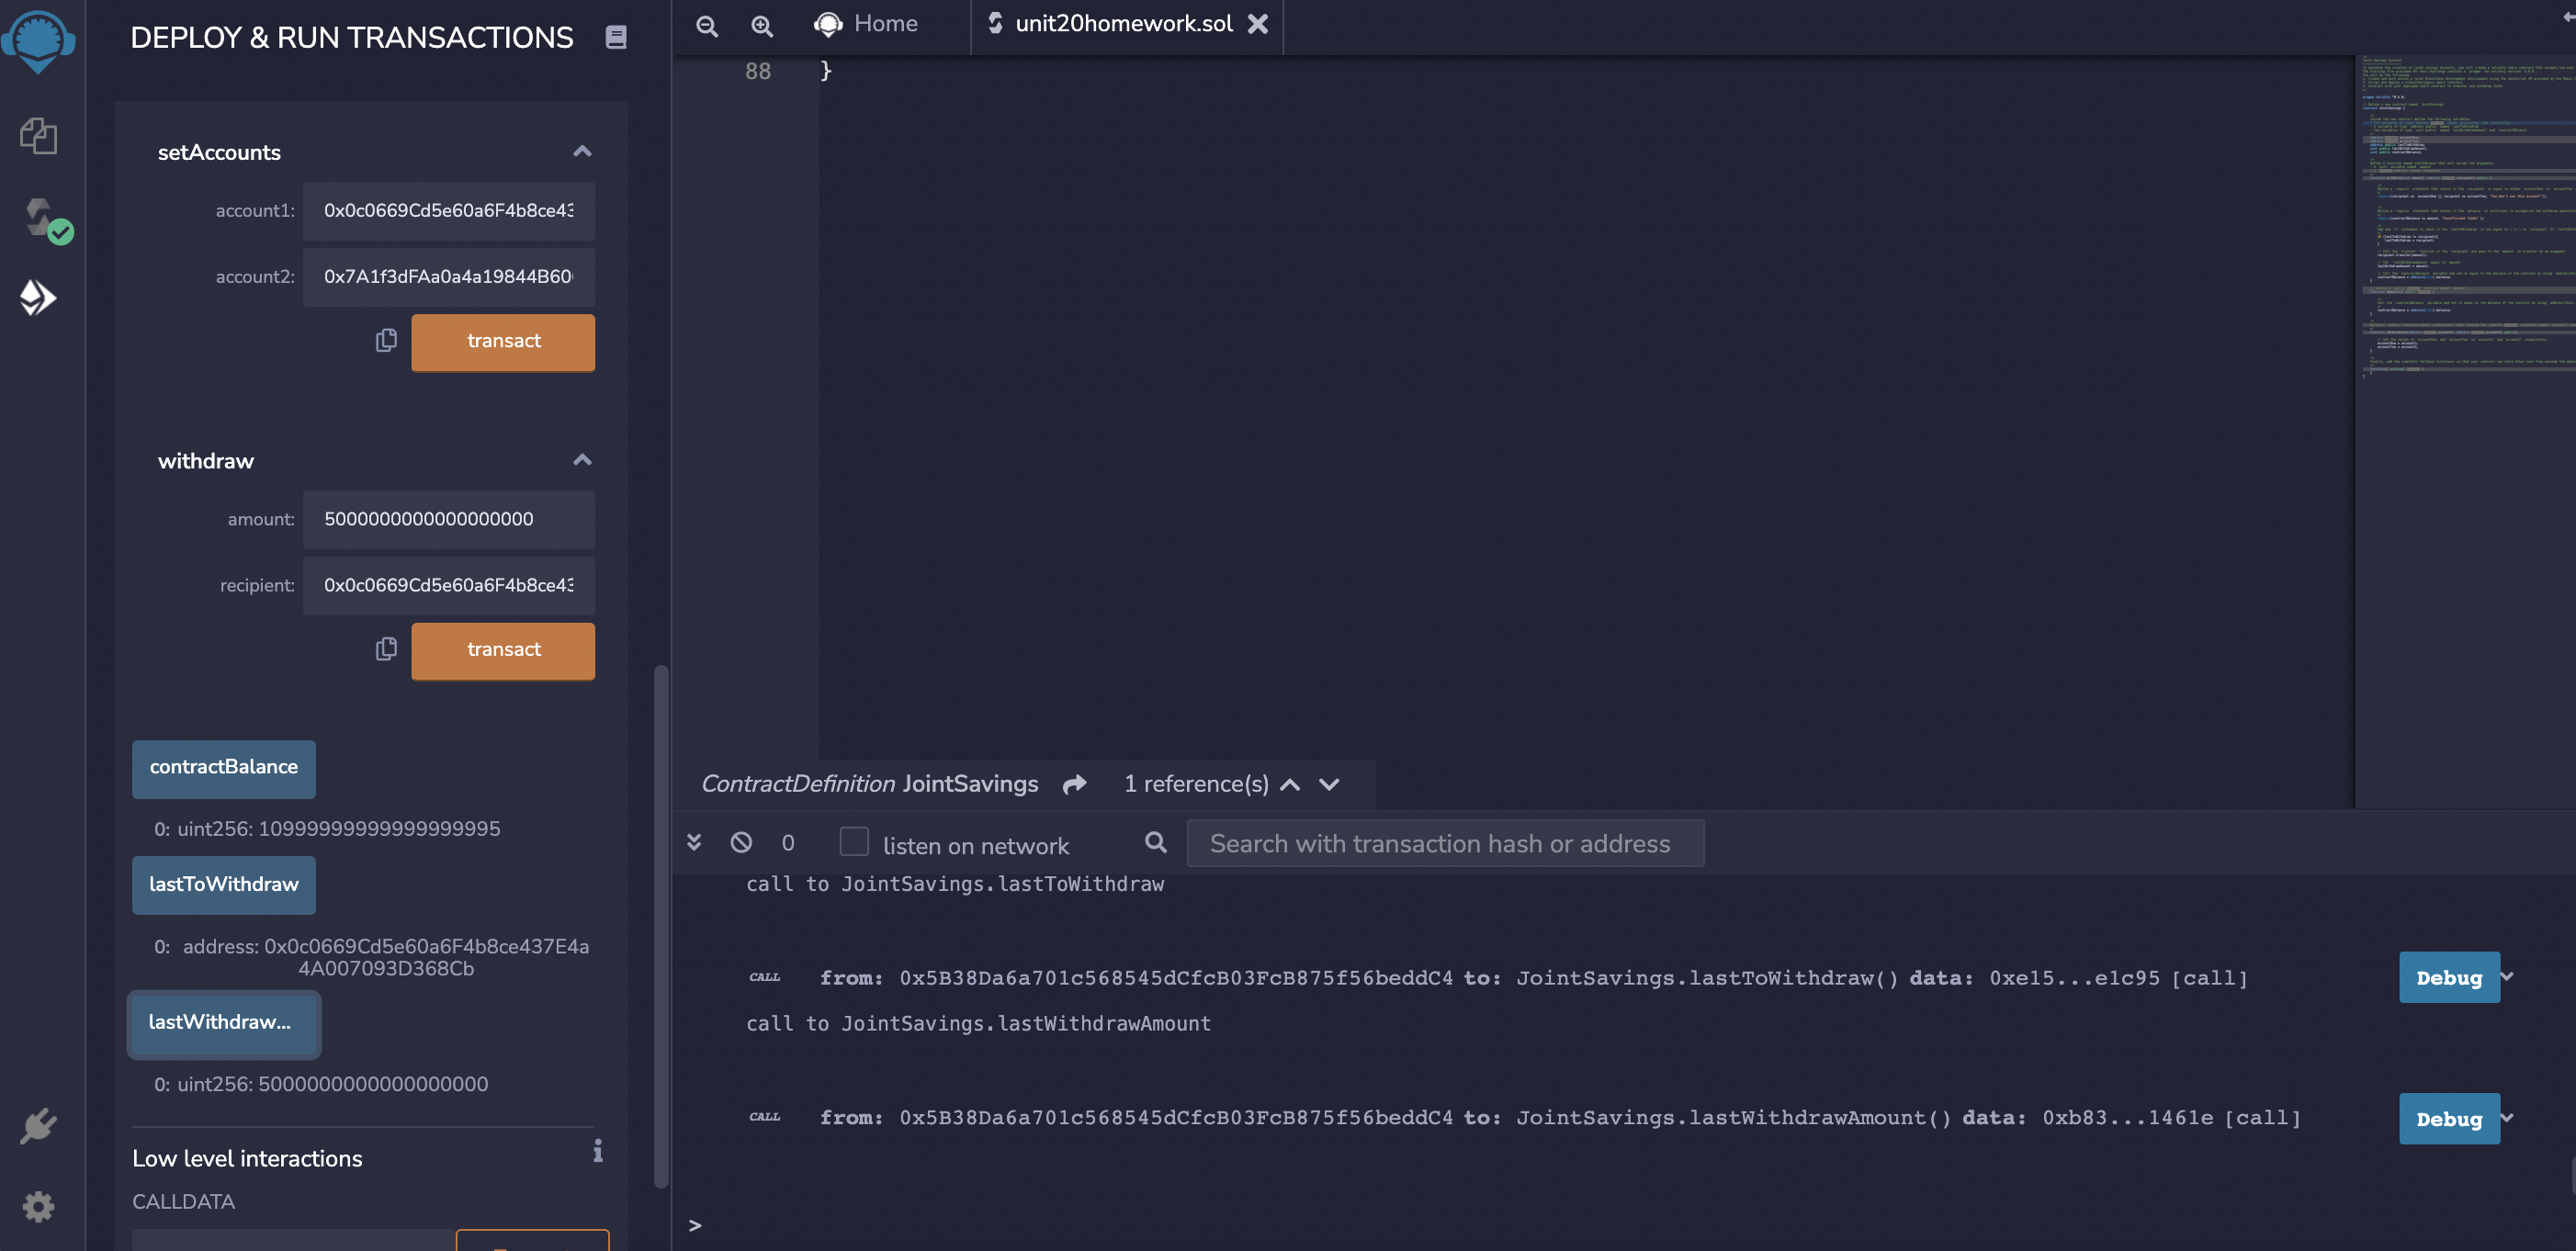 DEPLOY & RUN TRANSACTIONS
setAccounts
account1: 0x0c0669Cd5e60a6F4b8ce43
account2: 0x7A1f3dFAa0a4a19844B60
transact
withdraw
amount: 5000000000000000000
recipient: 0x0c0669Cd5e60a6F4b8ce43
transact
contractBalance
0: uint256: 10999999999999999995
lastToWithdraw
0: address: 0x0c0669Cd5e60a6F4b8ce437E4a
4A007093D368Cb
lastWithdraw...
0: uint256: 5000000000000000000
Low level interactions
CALLDATA
Home
unit20homework.sol
88 }
ContractDefinition JointSavings 1 reference(s)
0 listen on network Search with transaction hash or address
call to JointSavings.lastToWithdraw
CALL from: 0x5B38Da6a701c568545dCfcB03FcB875f56beddC4 to: JointSavings.lastToWithdraw() data: 0xe15...e1c95 [call] Debug
call to JointSavings.lastWithdrawAmount
CALL from: 0x5B38Da6a701c568545dCfcB03FcB875f56beddC4 to: JointSavings.lastWithdrawAmount() data: 0xb83...1461e [call] Debug
>